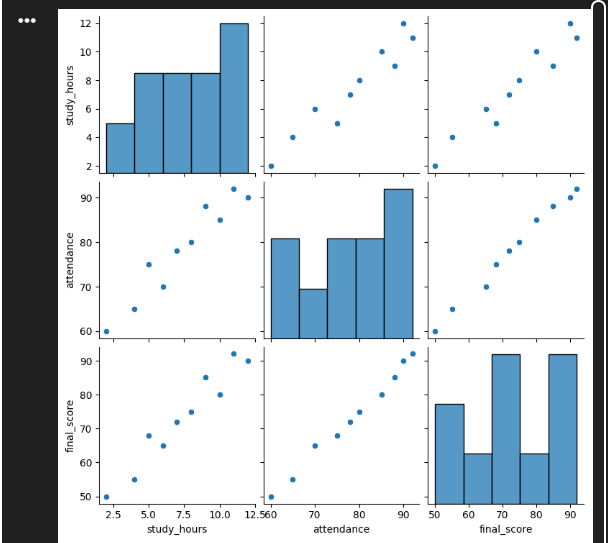 •••
12
10
8
6
4
2
study_hours
90
80
70
60
attendance
90
80
70
60
50
final_score
2.5 5.0 7.5 10.0 12.5
study_hours
60 70 80 90
attendance
50 60 70 80 90
final_score